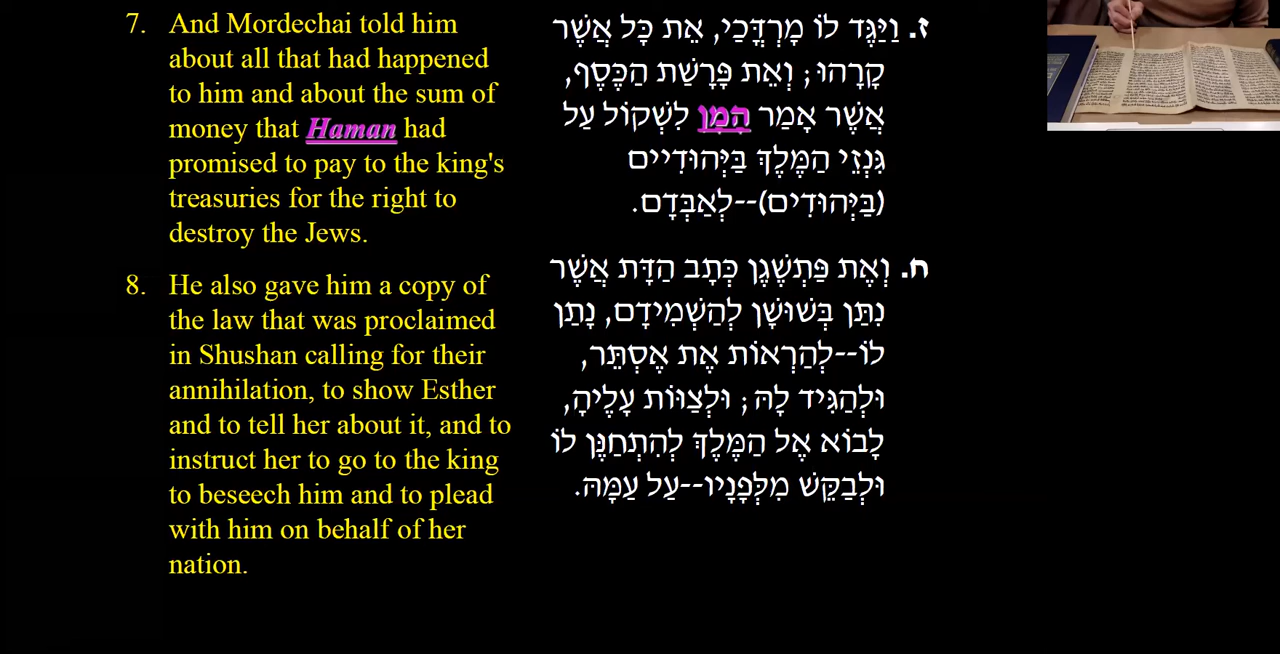 7. And Mordechai told him
about all that had happened
to him and about the sum of
money that Haman had
promised to pay to the king's
treasuries for the right to
destroy the Jews.
8. He also gave him a copy of
the law that was proclaimed
in Shushan calling for their
annihilation, to show Esther
and to tell her about it, and to
instruct her to go to the king
to beseech him and to plead
with him on behalf of her
nation.
ז. וַיַּגֶּד לוֹ מָרְדֳּכַי, אֵת כָּל אֲשֶׁר
קָרָהוּ; וְאֵת פָּרָשַׁת הַכֶּסֶף,
אֲשֶׁר אָמַר הָמָן לִשְׁקוֹל עַל
גִּנְזֵי הַמֶּלֶךְ בַּיְּהוּדִיים
(בַּיְּהוּדִים)--לְאַבְּדָם.
ח. וְאֶת פַּתְשֶׁגֶן כְּתָב הַדָּת אֲשֶׁר
נִתַּן בְּשׁוּשָׁן לְהַשְׁמִידָם, נָתַן
לוֹ--לְהַרְאוֹת אֶת אֶסְתֵּר,
וּלְהַגִּיד לָהּ; וּלְצַוּוֹת עָלֶיהָ,
לָבוֹא אֶל הַמֶּלֶךְ לְהִתְחַנֶּן לוֹ
וּלְבַקֵּשׁ מִלְּפָנָיו--עַל עַמָּהּ.